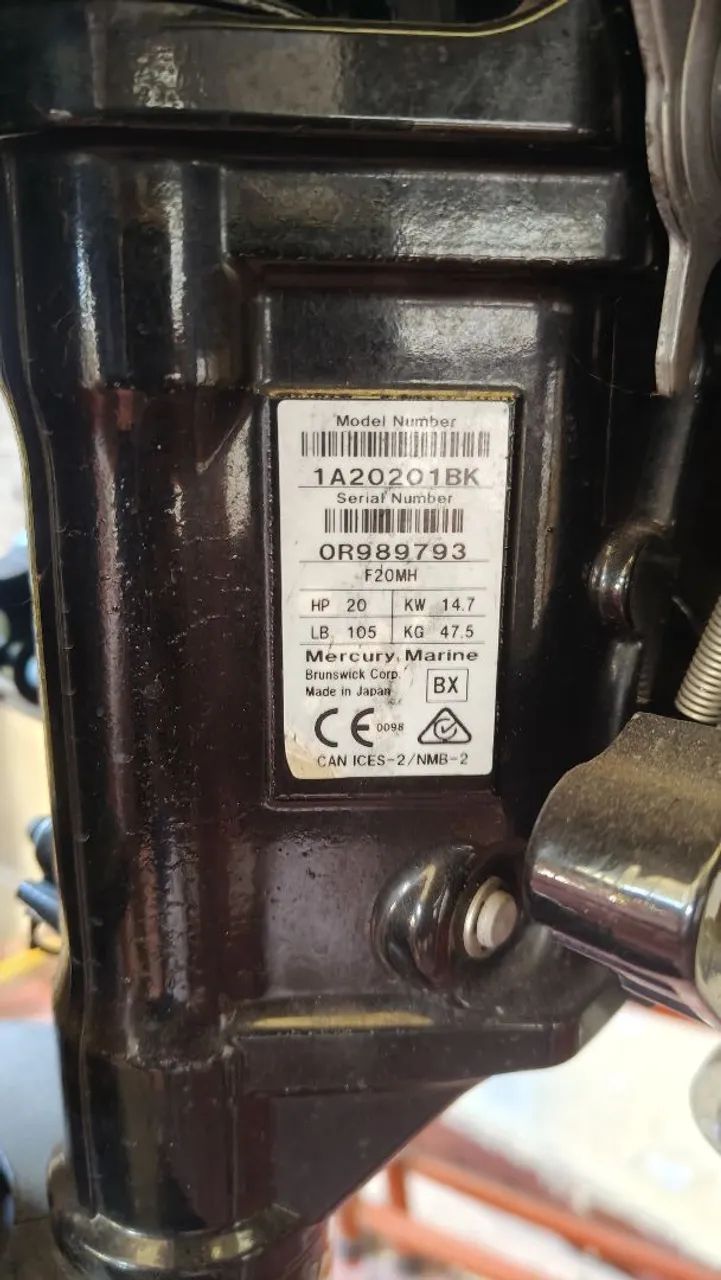 Model Number
1A20201BK
Serial Number
0R989793
F20MH
HP 20 KW 14.7
LB 105 KG 47.5
Mercury Marine
Brunswick Corp.
Made in Japan BX
CE 0098
CAN ICES-2/NMB-2